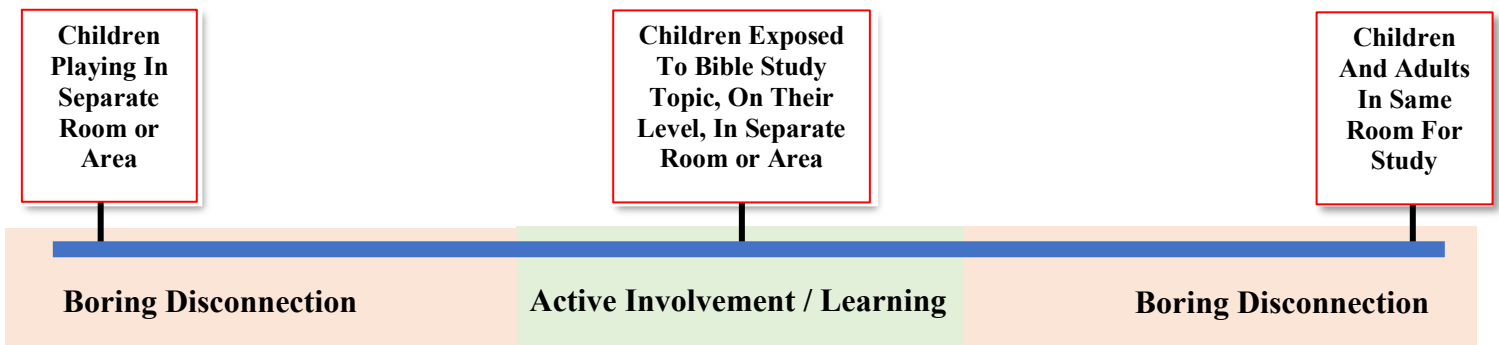 Children
Playing In
Separate
Room or
Area
Children Exposed
To Bible Study
Topic, On Their
Level, In Separate
Room or Area
Children
And Adults
In Same
Room For
Study
Boring Disconnection
Active Involvement / Learning
Boring Disconnection